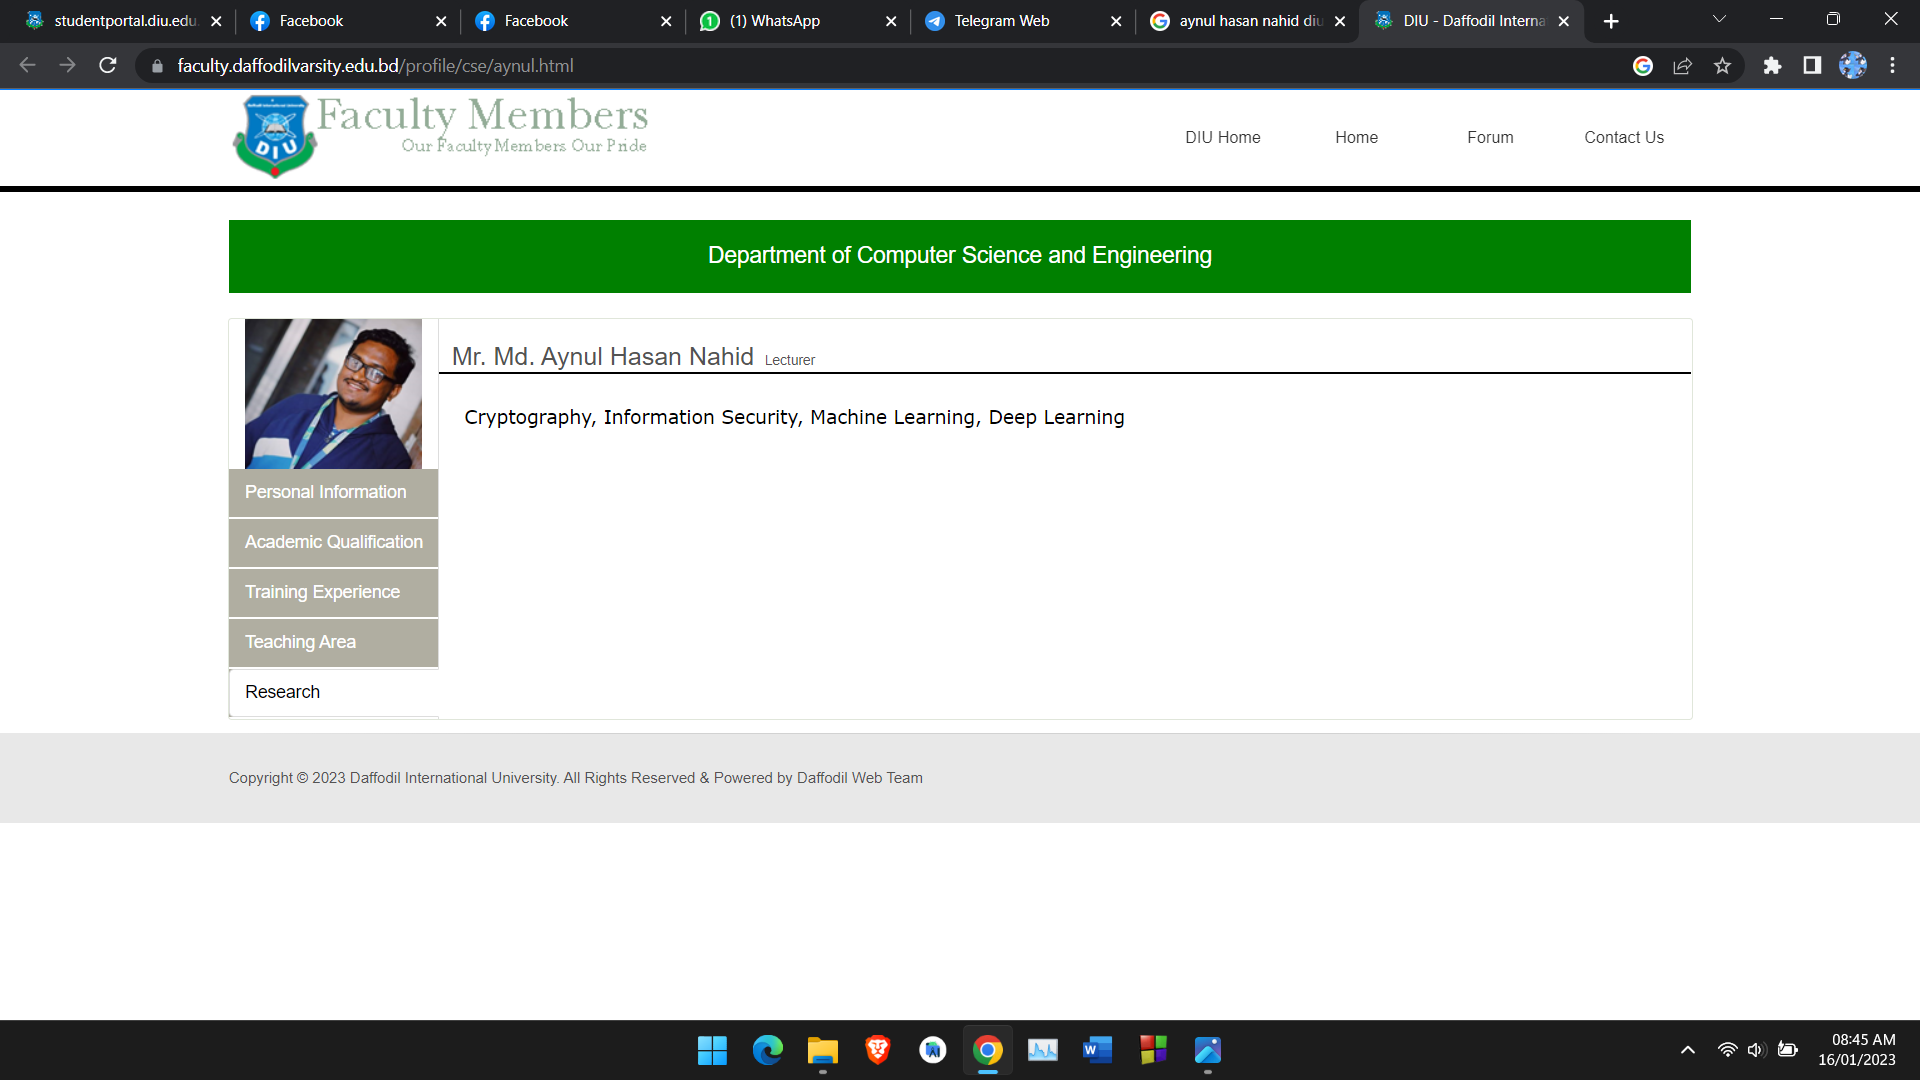 studentportal.diu.edu.
Facebook
Facebook
(1) WhatsApp
Telegram Web
aynul hasan nahid diu
DIU - Daffodil Interna
faculty.daffodilvarsity.edu.bd/profile/cse/aynul.html
DIU
Faculty Members
Our Faculty Members Our Pride
DIU Home
Home
Forum
Contact Us
Department of Computer Science and Engineering
Mr. Md. Aynul Hasan Nahid Lecturer
Cryptography, Information Security, Machine Learning, Deep Learning
Personal Information
Academic Qualification
Training Experience
Teaching Area
Research
Copyright © 2023 Daffodil International University. All Rights Reserved & Powered by Daffodil Web Team
08:45 AM
16/01/2023